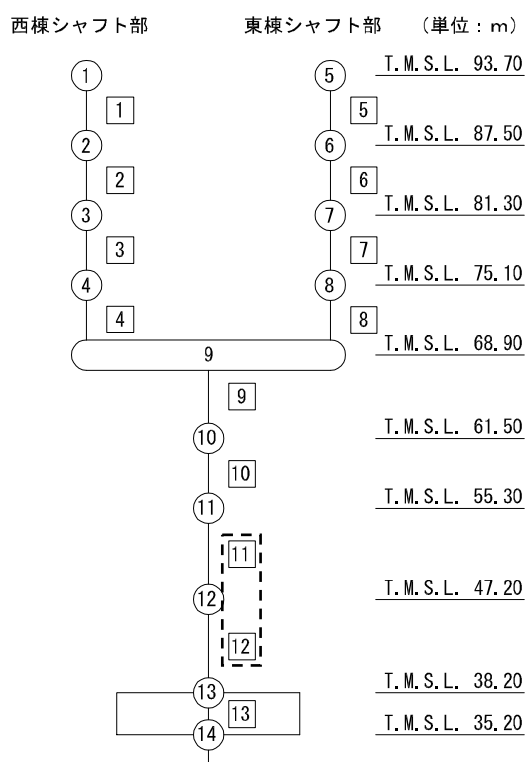 西棟シャフト部 東棟シャフト部 (単位：m)
1 5 T.M.S.L. 93.70
1 5
2 6 T.M.S.L. 87.50
2 6
3 7 T.M.S.L. 81.30
3 7
4 8 T.M.S.L. 75.10
4 8
9 T.M.S.L. 68.90
9
10 T.M.S.L. 61.50
10
11 T.M.S.L. 55.30
11
12 T.M.S.L. 47.20
12
13 T.M.S.L. 38.20
13
14 T.M.S.L. 35.20